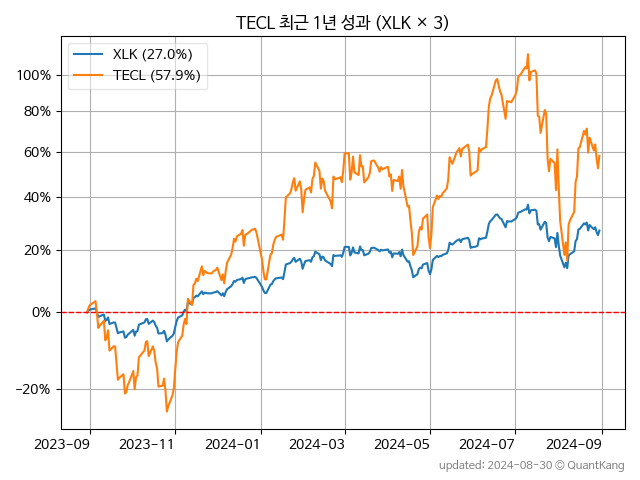 TECL 최근 1년 성과 (XLK × 3)
XLK (27.0%)
TECL (57.9%)
100%
80%
60%
40%
20%
0%
−20%
2023-09 2023-11 2024-01 2024-03 2024-05 2024-07 2024-09
updated: 2024-08-30 © QuantKang